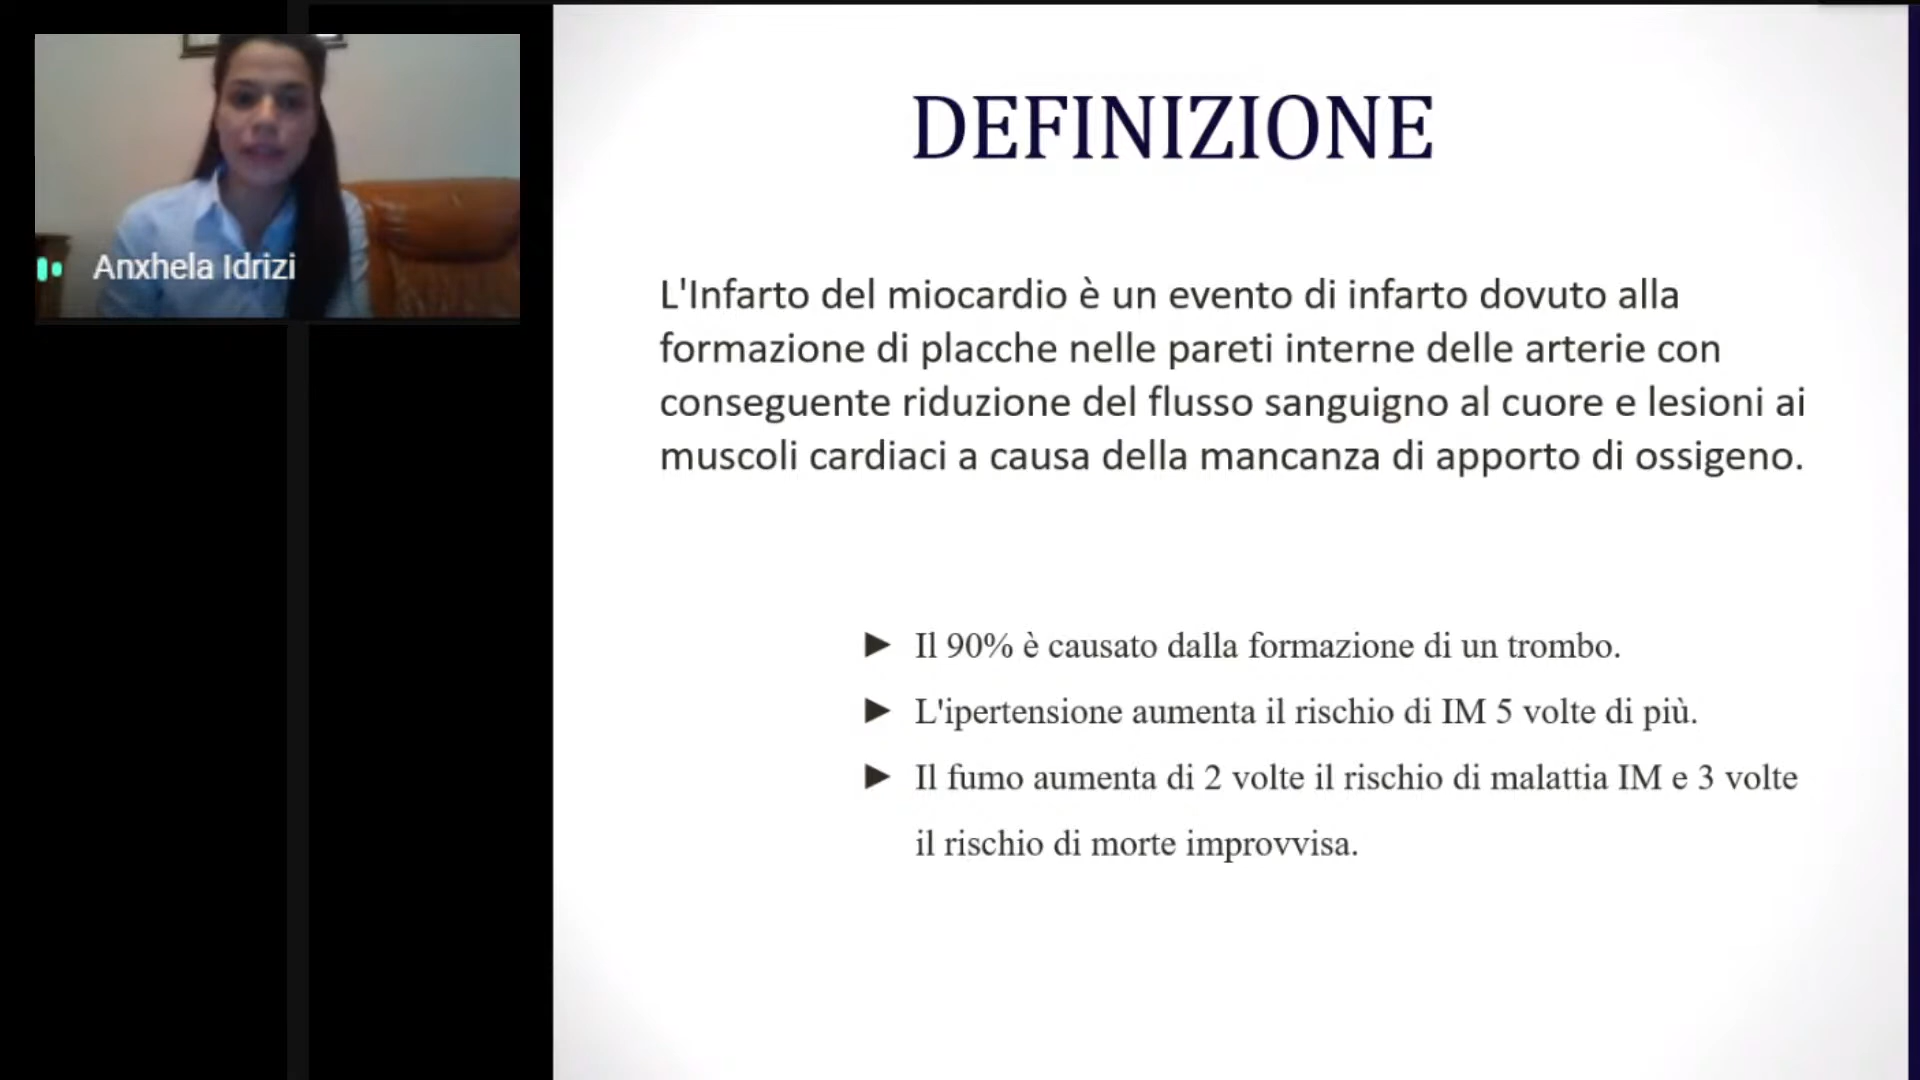 Anxhela Idrizi
DEFINIZIONE
L'Infarto del miocardio è un evento di infarto dovuto alla
formazione di placche nelle pareti interne delle arterie con
conseguente riduzione del flusso sanguigno al cuore e lesioni ai
muscoli cardiaci a causa della mancanza di apporto di ossigeno.
► Il 90% è causato dalla formazione di un trombo.
► L'ipertensione aumenta il rischio di IM 5 volte di più.
► Il fumo aumenta di 2 volte il rischio di malattia IM e 3 volte
il rischio di morte improvvisa.